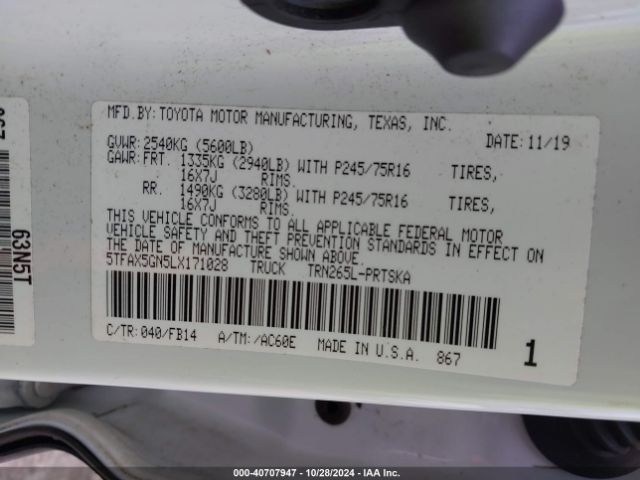 MFD.BY: TOYOTA MOTOR MANUFACTURING, TEXAS, INC.
DATE: 11/19
GVWR: 2540KG (5600LB)
GAWR: FRT. 1335KG (2940LB) WITH P245/75R16 TIRES,
16X7J RIMS.
RR. 1490KG (3280LB) WITH P245/75R16 TIRES,
16X7J RIMS.
THIS VEHICLE CONFORMS TO ALL APPLICABLE FEDERAL MOTOR
VEHICLE SAFETY AND THEFT PREVENTION STANDARDS IN EFFECT ON
THE DATE OF MANUFACTURE SHOWN ABOVE.
5TFAX5GN5LX171028 TRUCK TRN265L-PRTSKA
C/TR: 040/FB14 A/TM: /AC60E MADE IN U.S.A. 867
1
63N5T
000-40707947 - 10/28/2024 - IAA Inc.